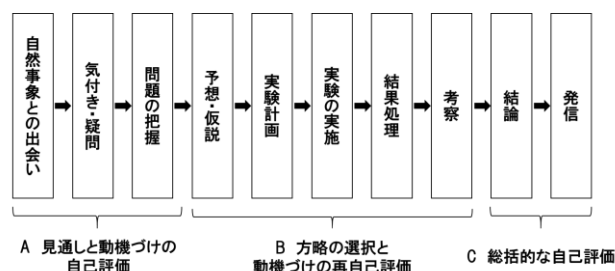 自然事象との出会い
気付き・疑問
問題の把握
予想・仮説
実験計画
実験の実施
結果処理
考察
結論
発信
A 見通しと動機づけの
自己評価
B 方略の選択と
動機づけの再自己評価
C 総括的な自己評価